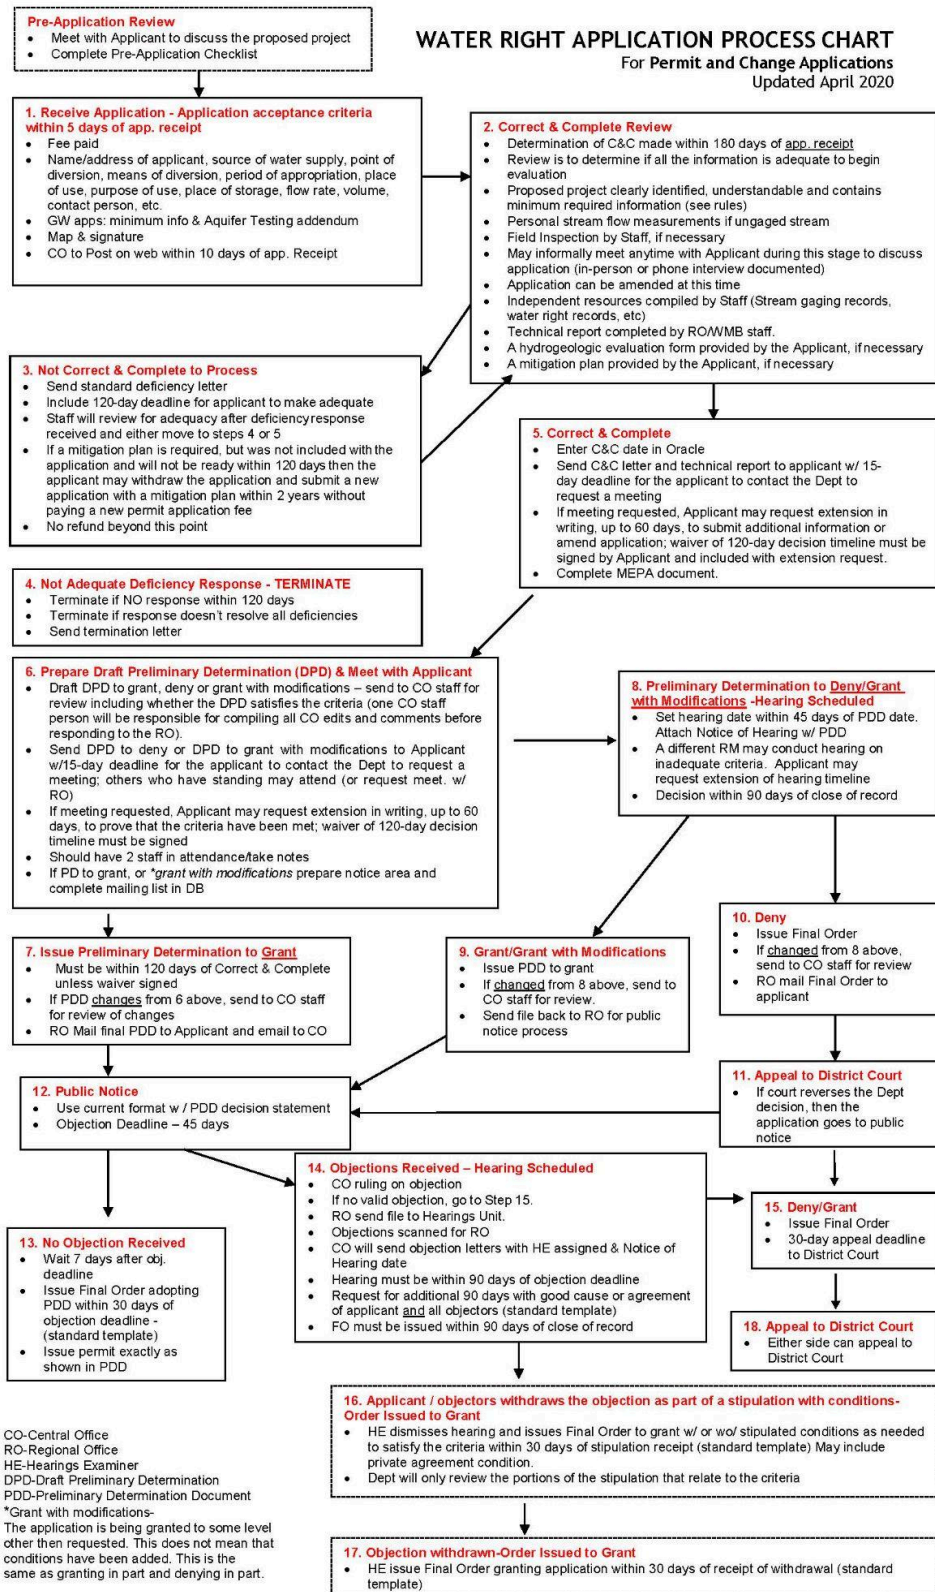 Pre-Application Review
• Meet with Applicant to discuss the proposed project
• Complete Pre-Application Checklist
WATER RIGHT APPLICATION PROCESS CHART
For Permit and Change Applications
Updated April 2020
1. Receive Application - Application acceptance criteria
within 5 days of app. receipt
• Fee paid
• Name/address of applicant, source of water supply, point of
diversion, means of diversion, period of appropriation, place
of use, purpose of use, place of storage, flow rate, volume,
contact person, etc.
• GW apps: minimum info & Aquifer Testing addendum
• Map & signature
• CO to Post on web within 10 days of app. Receipt
2. Correct & Complete Review
• Determination of C&C made within 180 days of app. receipt
• Review is to determine if all the information is adequate to begin
evaluation
• Proposed project clearly identified, understandable and contains
minimum required information (see rules)
• Personal stream flow measurements if ungaged stream
• Field Inspection by Staff, if necessary
• May informally meet anytime with Applicant during this stage to discuss
application (in-person or phone interview documented)
• Application can be amended at this time
• Independent resources compiled by Staff (Stream gaging records,
water right records, etc)
• Technical report completed by RO/WMB staff.
• A hydrogeologic evaluation form provided by the Applicant, if necessary
• A mitigation plan provided by the Applicant, if necessary
3. Not Correct & Complete to Process
• Send standard deficiency letter
• Include 120-day deadline for applicant to make adequate
• Staff will review for adequacy after deficiency response
received and either move to steps 4 or 5
• If a mitigation plan is required, but was not included with the
application and will not be ready within 120 days then the
applicant may withdraw the application and submit a new
application with a mitigation plan within 2 years without
paying a new permit application fee
• No refund beyond this point
5. Correct & Complete
• Enter C&C date in Oracle
• Send C&C letter and technical report to applicant w/ 15-
day deadline for the applicant to contact the Dept to
request a meeting
• If meeting requested, Applicant may request extension in
writing, up to 60 days, to submit additional information or
amend application; waiver of 120-day decision timeline must be
signed by Applicant and included with extension request.
• Complete MEPA document.
4. Not Adequate Deficiency Response - TERMINATE
• Terminate if NO response within 120 days
• Terminate if response doesn't resolve all deficiencies
• Send termination letter
6. Prepare Draft Preliminary Determination (DPD) & Meet with Applicant
• Draft DPD to grant, deny or grant with modifications – send to CO staff for
review including whether the DPD satisfies the criteria (one CO staff
person will be responsible for compiling all CO edits and comments before
responding to the RO).
• Send DPD to deny or DPD to grant with modifications to Applicant
w/15-day deadline for the applicant to contact the Dept to request a
meeting; others who have standing may attend (or request meet. w/
RO)
• If meeting requested, Applicant may request extension in writing, up to 60
days, to prove that the criteria have been met; waiver of 120-day decision
timeline must be signed
• Should have 2 staff in attendance/take notes
• If PD to grant, or *grant with modifications prepare notice area and
complete mailing list in DB
8. Preliminary Determination to Deny/Grant
with Modifications -Hearing Scheduled
• Set hearing date within 45 days of PDD date.
Attach Notice of Hearing w/ PDD
• A different RM may conduct hearing on
inadequate criteria. Applicant may
request extension of hearing timeline
• Decision within 90 days of close of record
7. Issue Preliminary Determination to Grant
• Must be within 120 days of Correct & Complete
unless waiver signed
• If PDD changes from 6 above, send to CO staff
for review of changes
• RO Mail final PDD to Applicant and email to CO
9. Grant/Grant with Modifications
• Issue PDD to grant
• If changed from 8 above, send to
CO staff for review.
• Send file back to RO for public
notice process
10. Deny
• Issue Final Order
• If changed from 8 above,
send to CO staff for review
• RO mail Final Order to
applicant
12. Public Notice
• Use current format w / PDD decision statement
• Objection Deadline – 45 days
11. Appeal to District Court
• If court reverses the Dept
decision, then the
application goes to public
notice
14. Objections Received – Hearing Scheduled
• CO ruling on objection
• If no valid objection, go to Step 15.
• RO send file to Hearings Unit.
• Objections scanned for RO
• CO will send objection letters with HE assigned & Notice of
Hearing date
• Hearing must be within 90 days of objection deadline
• Request for additional 90 days with good cause or agreement
of applicant and all objectors (standard template)
• FO must be issued within 90 days of close of record
13. No Objection Received
• Wait 7 days after obj.
deadline
• Issue Final Order adopting
PDD within 30 days of
objection deadline -
(standard template)
• Issue permit exactly as
shown in PDD
15. Deny/Grant
• Issue Final Order
• 30-day appeal deadline
to District Court
18. Appeal to District Court
• Either side can appeal to
District Court
16. Applicant / objectors withdraws the objection as part of a stipulation with conditions-
Order Issued to Grant
• HE dismisses hearing and issues Final Order to grant w/ or wo/ stipulated conditions as needed
to satisfy the criteria within 30 days of stipulation receipt (standard template) May include
private agreement condition.
• Dept will only review the portions of the stipulation that relate to the criteria
17. Objection withdrawn-Order Issued to Grant
• HE issue Final Order granting application within 30 days of receipt of withdrawal (standard
template)
CO-Central Office
RO-Regional Office
HE-Hearings Examiner
DPD-Draft Preliminary Determination
PDD-Preliminary Determination Document
*Grant with modifications-
The application is being granted to some level
other then requested. This does not mean that
conditions have been added. This is the
same as granting in part and denying in part.